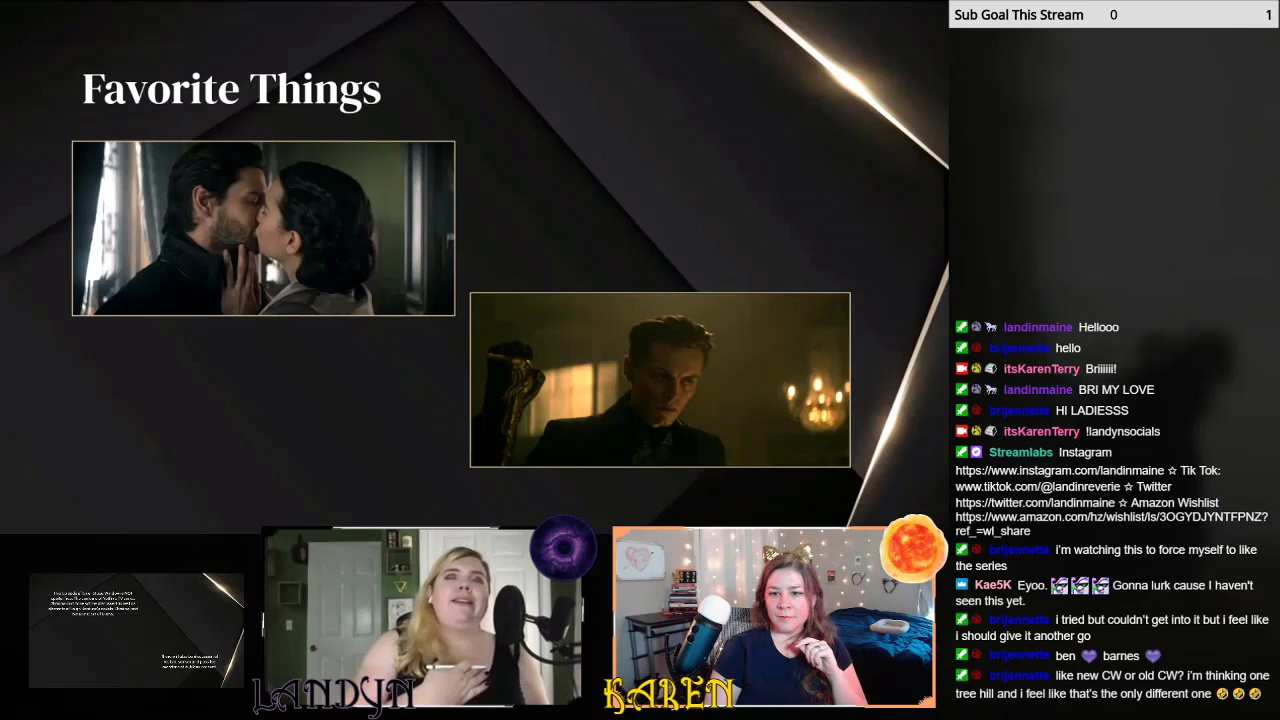 Favorite Things
LANDYN
KAREN
Sub Goal This Stream 0 1
landinmaine Hellooo
brijennette hello
itsKarenTerry Briiiiii!
landinmaine BRI MY LOVE
brijennette HI LADIESSS
itsKarenTerry !landynsocials
Streamlabs Instagram
https://www.instagram.com/landinmaine ☆ Tik Tok:
www.tiktok.com/@landinreverie ☆ Twitter
https://twitter.com/landinmaine ☆ Amazon Wishlist
https://www.amazon.com/hz/wishlist/ls/3OGYDJYNTFPNZ?
ref_=wl_share
brijennette i'm watching this to force myself to like
the series
Kae5K Eyoo. Gonna lurk cause I haven't
seen this yet.
brijennette i tried but couldn't get into it but i feel like
i should give it another go
brijennette ben 💜 barnes 💜
brijennette like new CW or old CW? i'm thinking one
tree hill and i feel like that's the only different one 🤣 🤣 🤣